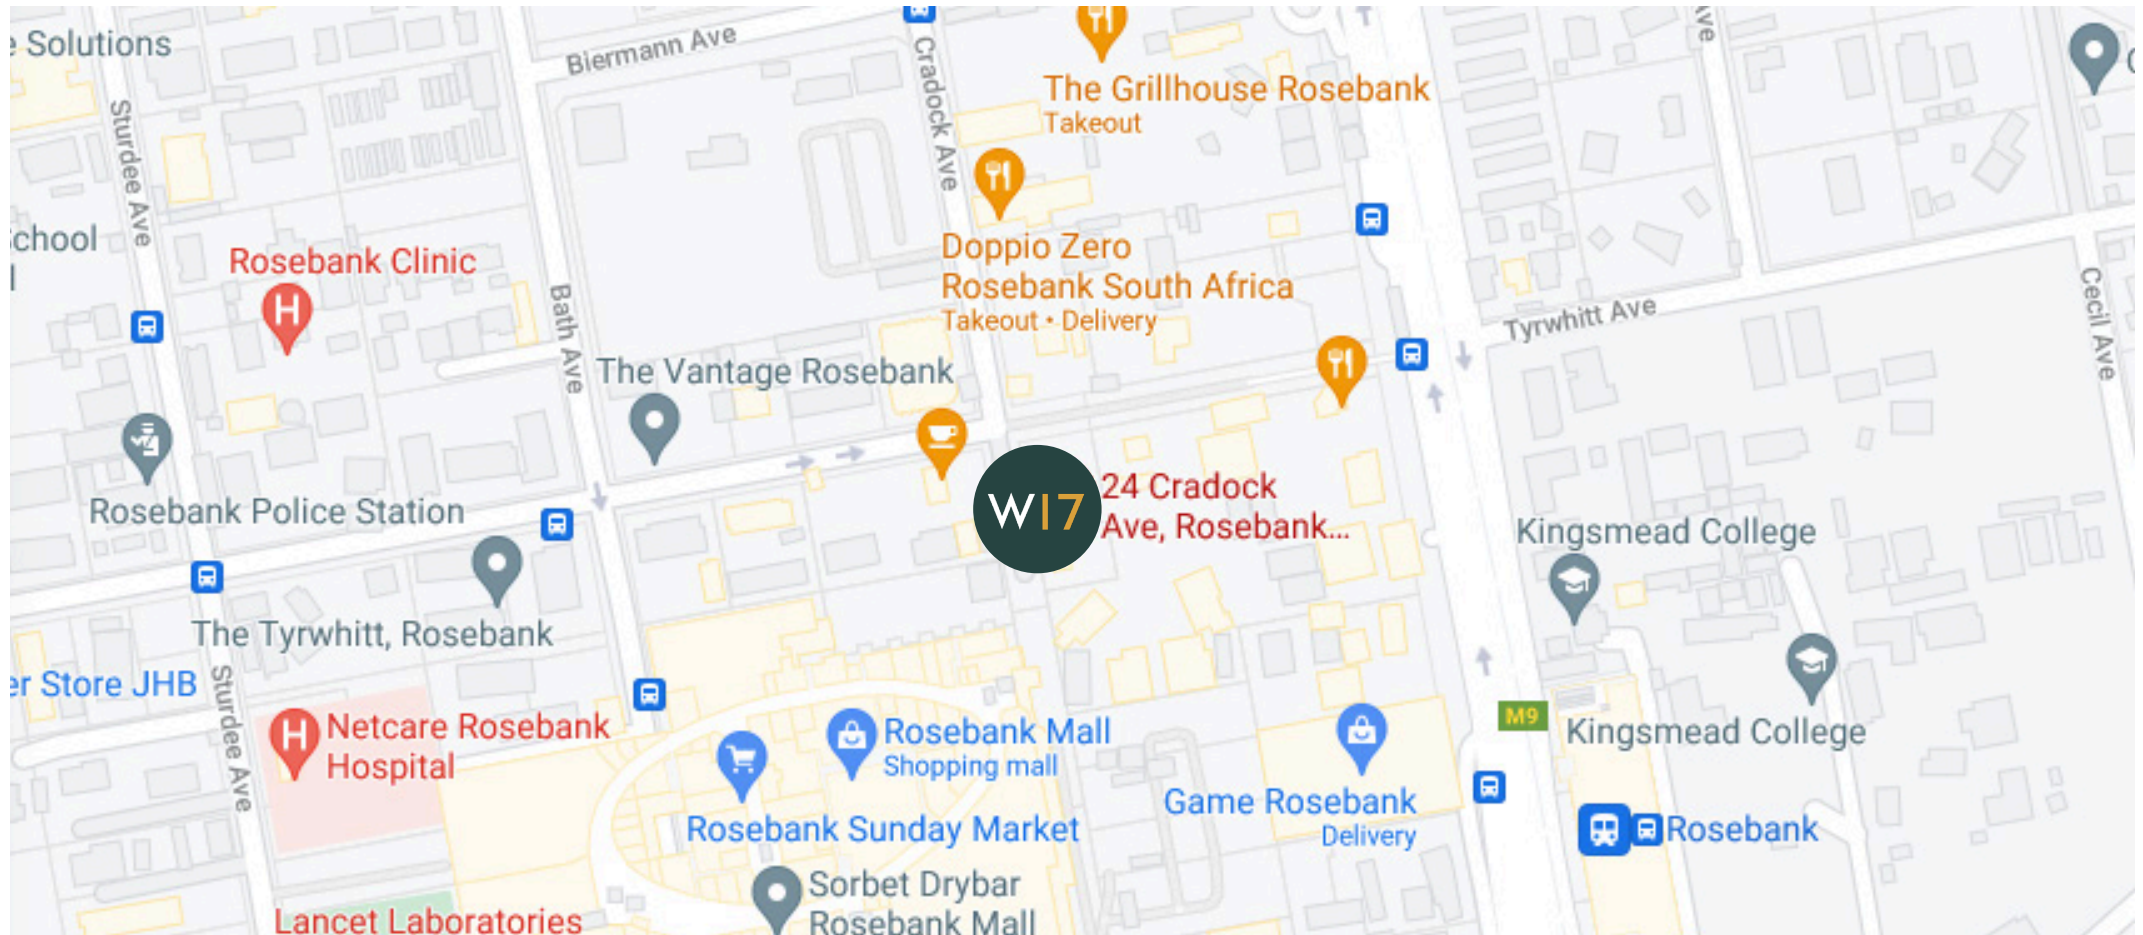 e Solutions
Biermann Ave
Cradock Ave
The Grillhouse Rosebank
Takeout
Sturdee Ave
chool
Rosebank Clinic
Bath Ave
Doppio Zero
Rosebank South Africa
Takeout • Delivery
Tyrwhitt Ave
Cecil Ave
Ave
C
The Vantage Rosebank
Rosebank Police Station
W17
24 Cradock
Ave, Rosebank...
Kingsmead College
The Tyrwhitt, Rosebank
er Store JHB
Sturdee Ave
Netcare Rosebank
Hospital
Rosebank Mall
Shopping mall
M9
Kingsmead College
Game Rosebank
Delivery
Rosebank Sunday Market
Rosebank
Sorbet Drybar
Rosebank Mall
Lancet Laboratories
H
H